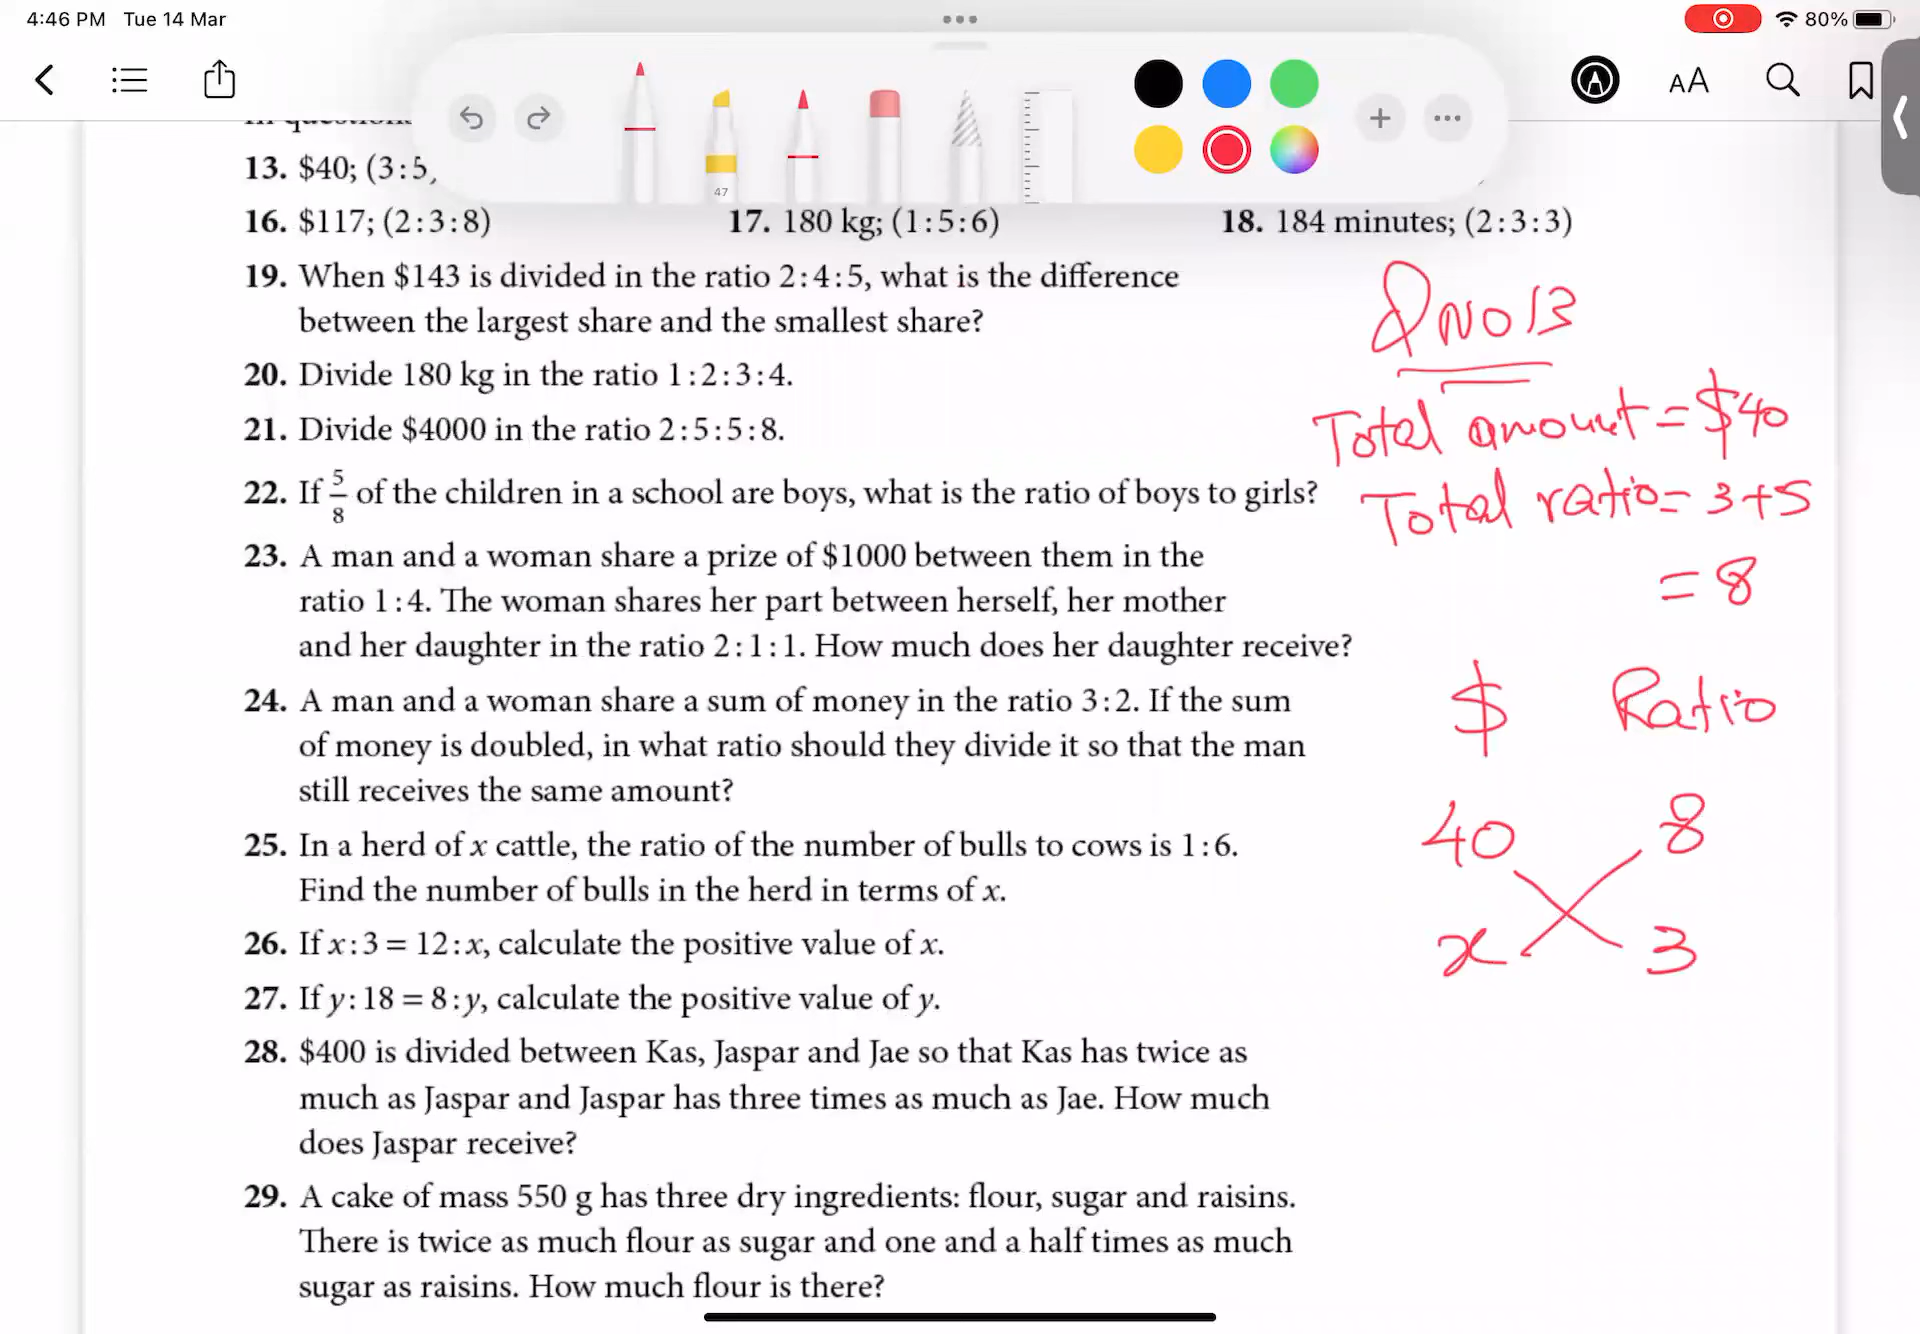 4:46 PM Tue 14 Mar
80%
47
AA
13. $40; (3:5,
16. $117; (2:3:8)
17. 180 kg; (1:5:6)
18. 184 minutes; (2:3:3)
19. When $143 is divided in the ratio 2:4:5, what is the difference
between the largest share and the smallest share?
20. Divide 180 kg in the ratio 1:2:3:4.
21. Divide $4000 in the ratio 2:5:5:8.
22. If 5/8 of the children in a school are boys, what is the ratio of boys to girls?
23. A man and a woman share a prize of $1000 between them in the
ratio 1:4. The woman shares her part between herself, her mother
and her daughter in the ratio 2:1:1. How much does her daughter receive?
24. A man and a woman share a sum of money in the ratio 3:2. If the sum
of money is doubled, in what ratio should they divide it so that the man
still receives the same amount?
25. In a herd of x cattle, the ratio of the number of bulls to cows is 1:6.
Find the number of bulls in the herd in terms of x.
26. If x:3 = 12:x, calculate the positive value of x.
27. If y:18 = 8:y, calculate the positive value of y.
28. $400 is divided between Kas, Jaspar and Jae so that Kas has twice as
much as Jaspar and Jaspar has three times as much as Jae. How much
does Jaspar receive?
29. A cake of mass 550 g has three dry ingredients: flour, sugar and raisins.
There is twice as much flour as sugar and one and a half times as much
sugar as raisins. How much flour is there?
QNO13
Total amount = $40
Total ratio = 3+5
= 8
$ Ratio
40 8
x 3